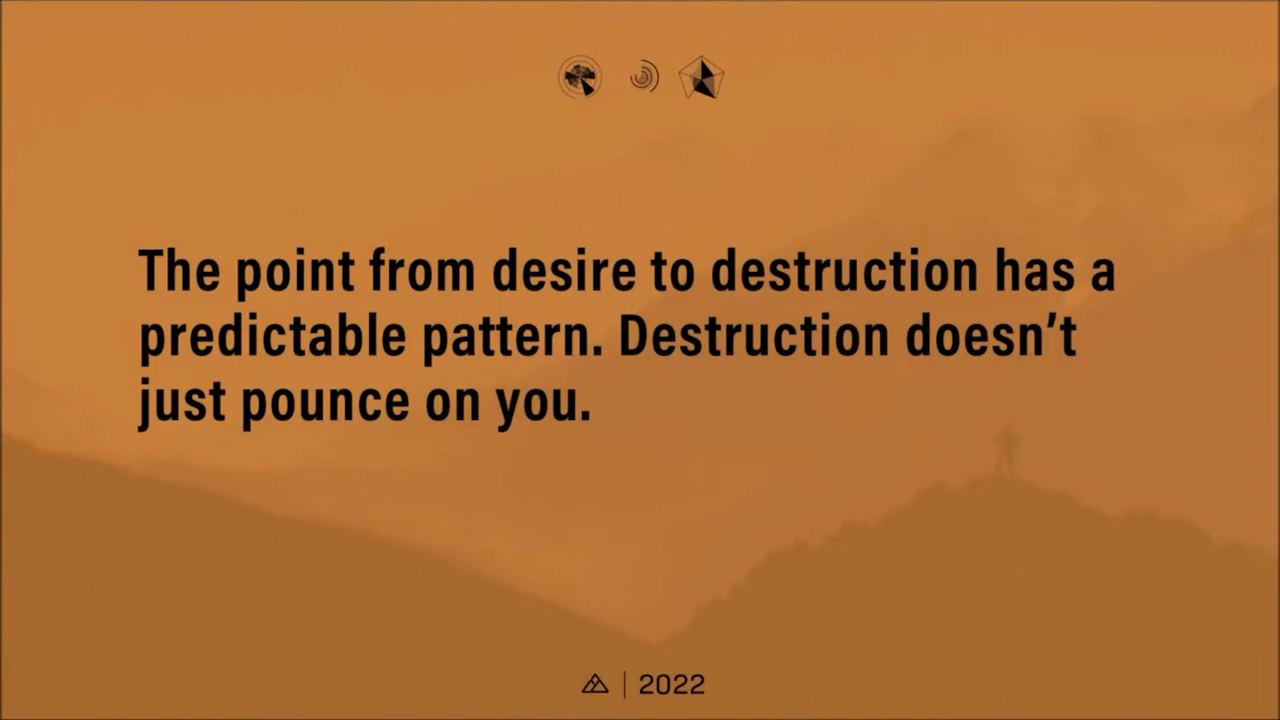 The point from desire to destruction has a
predictable pattern. Destruction doesn’t
just pounce on you.
2022